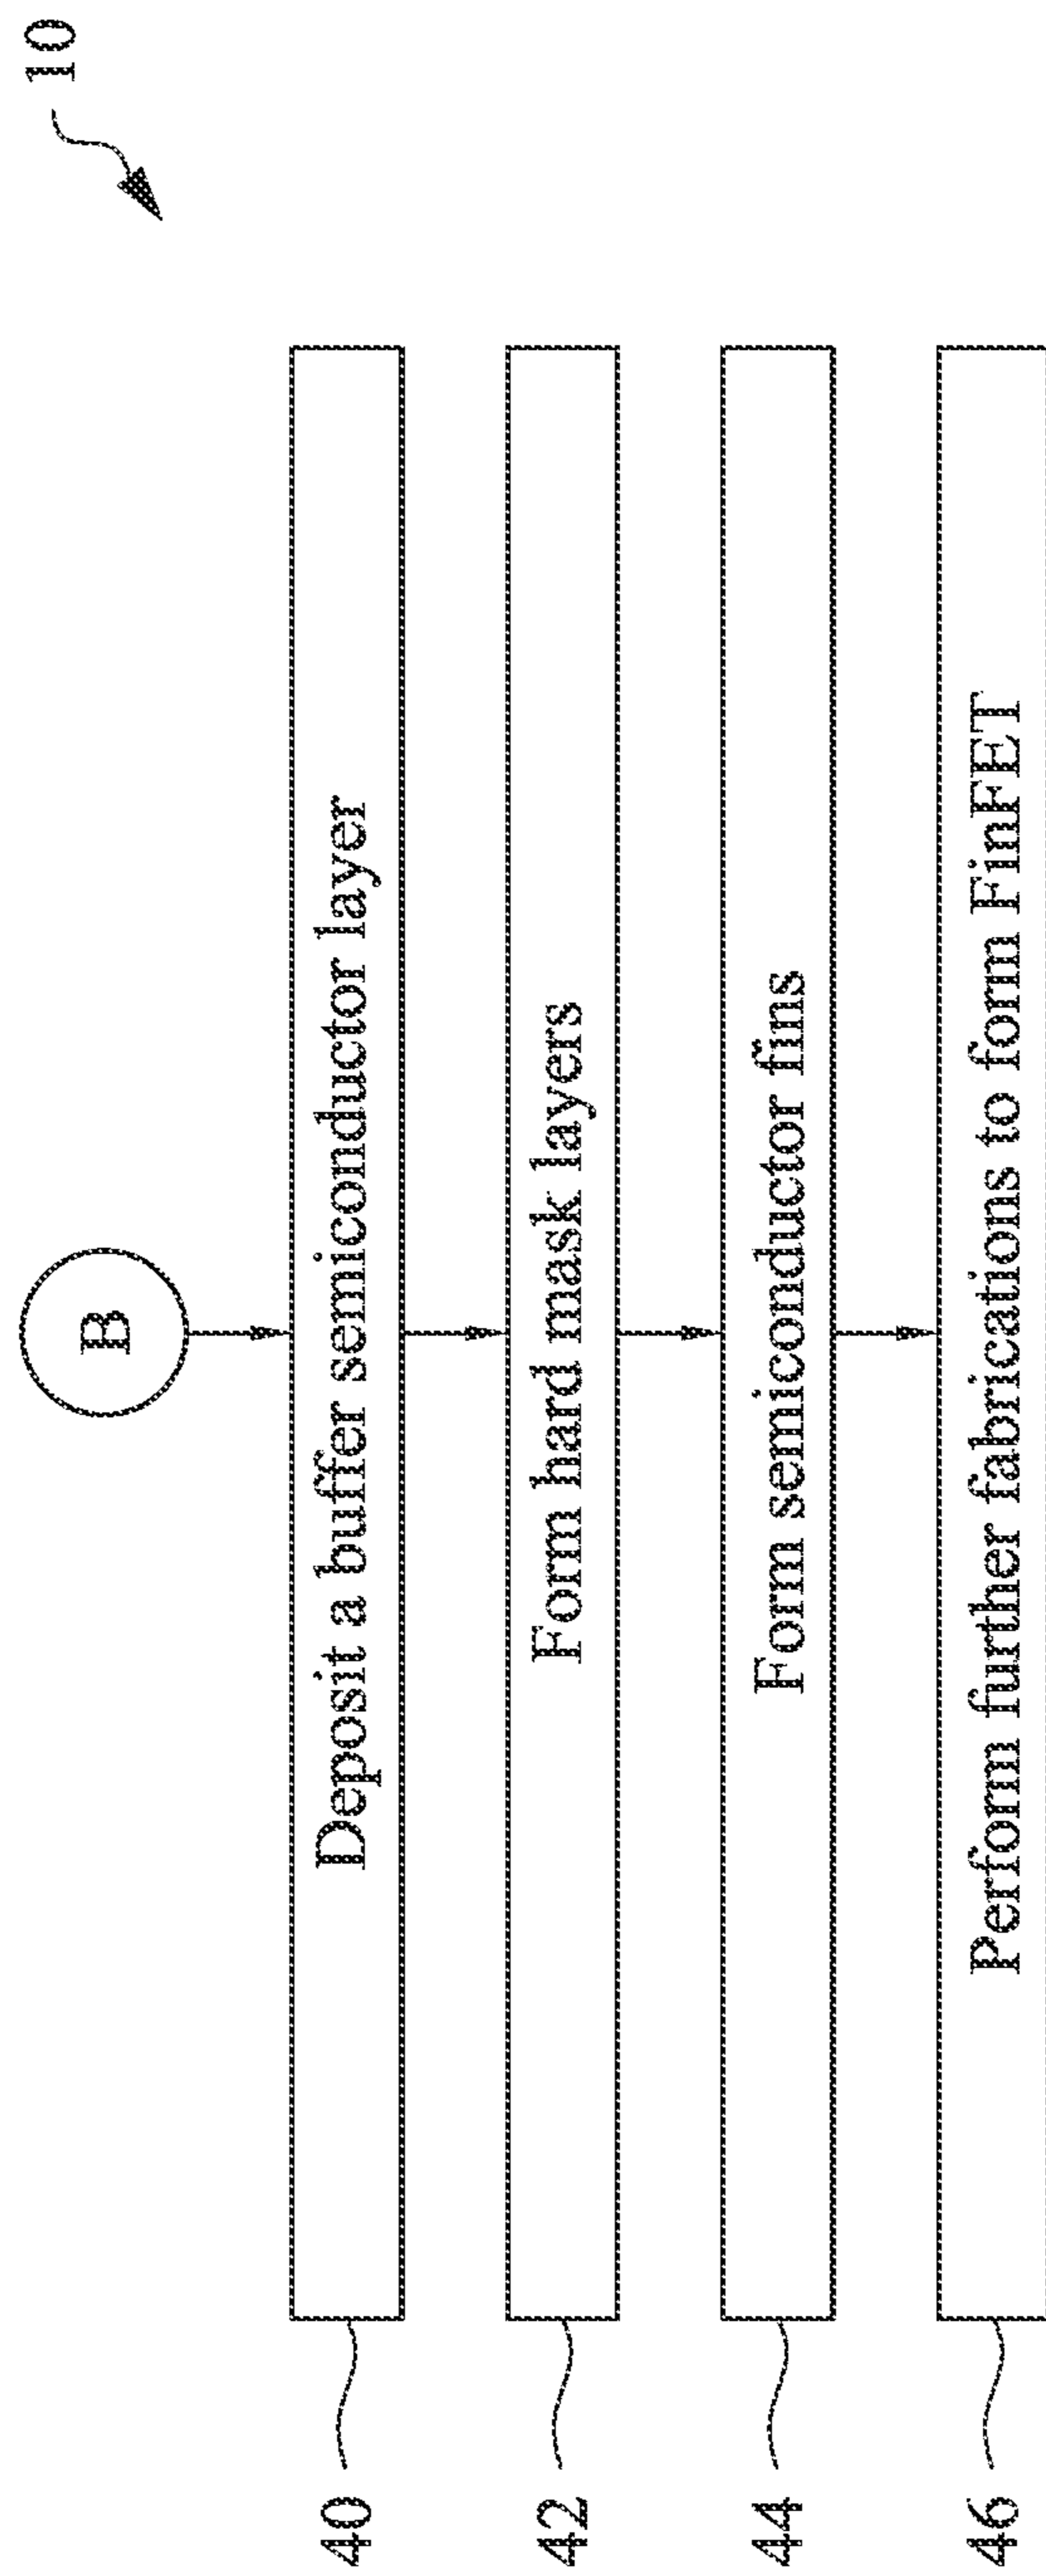 10
B
40
Deposit a buffer semiconductor layer
42
Form hard mask layers
44
Form semiconductor fins
46
Perform further fabrications to form FinFET